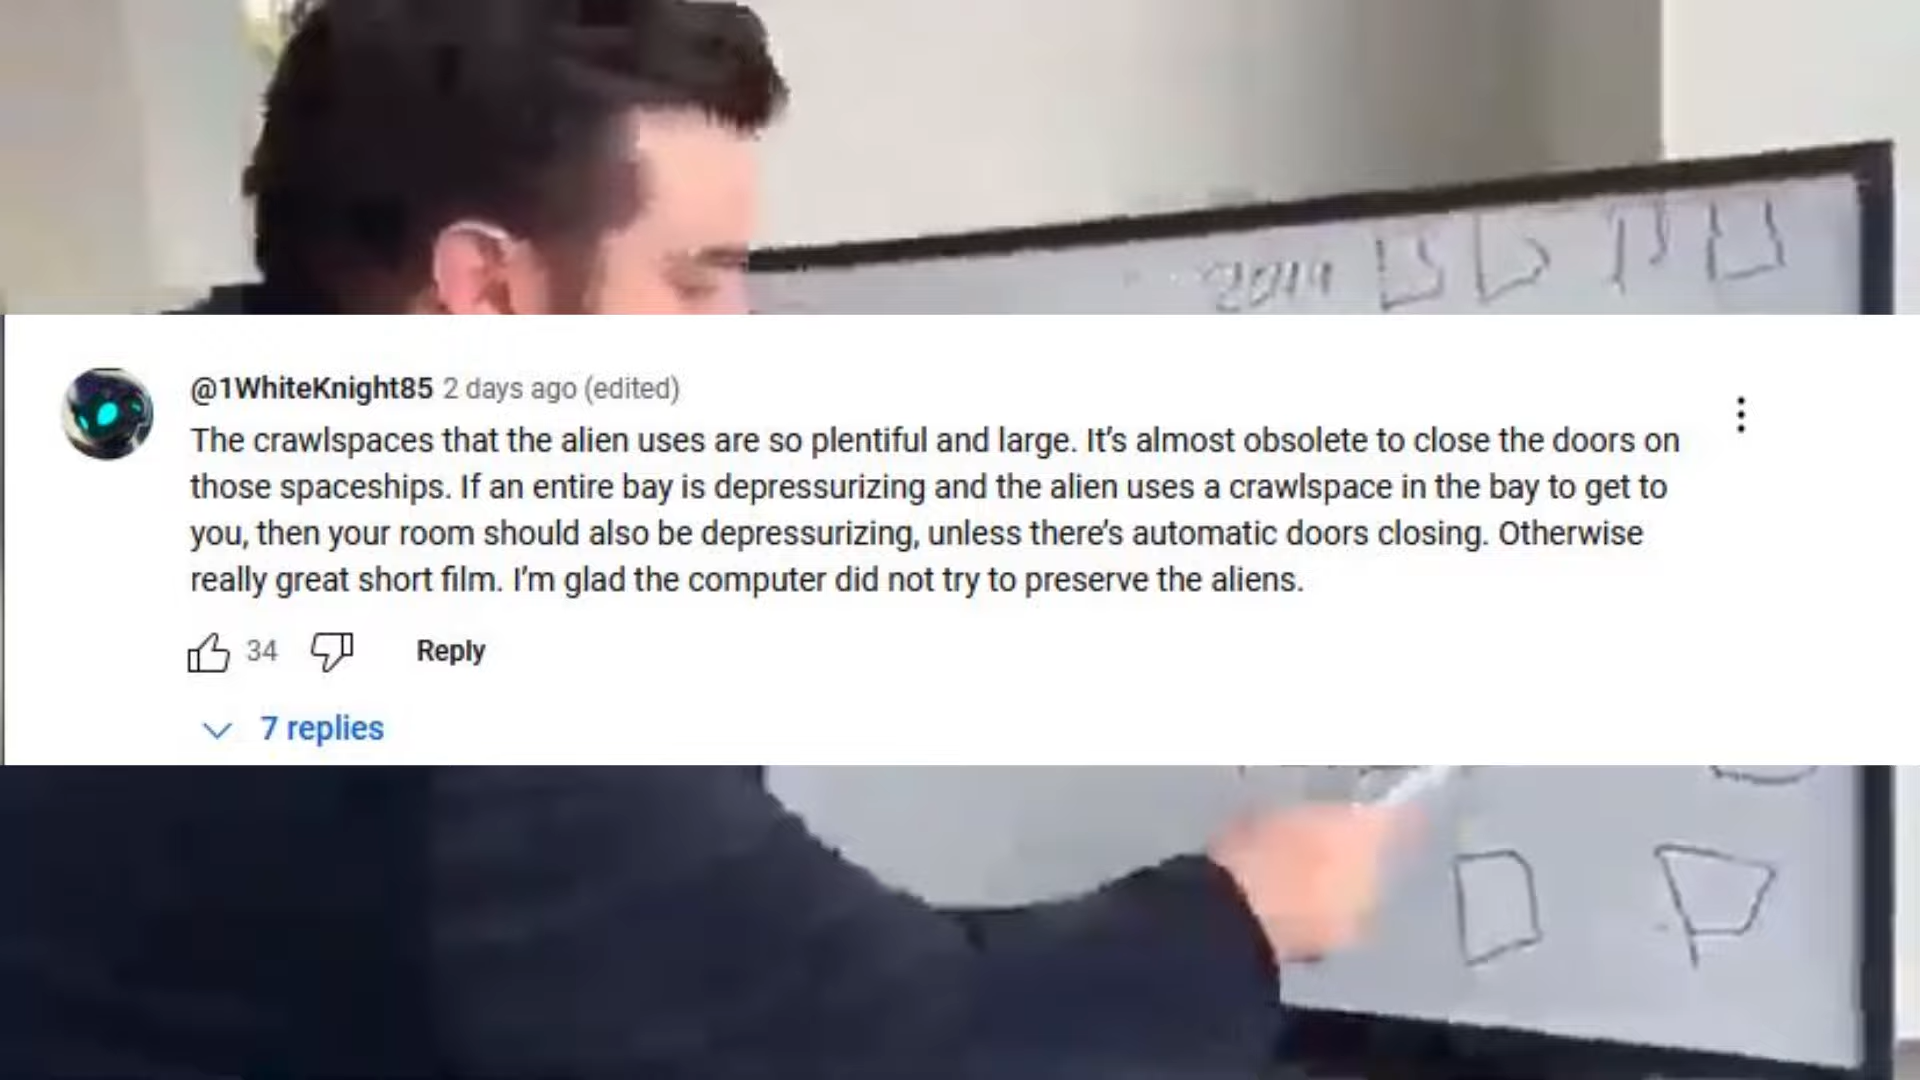 2019
@1WhiteKnight85 2 days ago (edited)
The crawlspaces that the alien uses are so plentiful and large. It’s almost obsolete to close the doors on
those spaceships. If an entire bay is depressurizing and the alien uses a crawlspace in the bay to get to
you, then your room should also be depressurizing, unless there’s automatic doors closing. Otherwise
really great short film. I’m glad the computer did not try to preserve the aliens.
34 Reply
7 replies